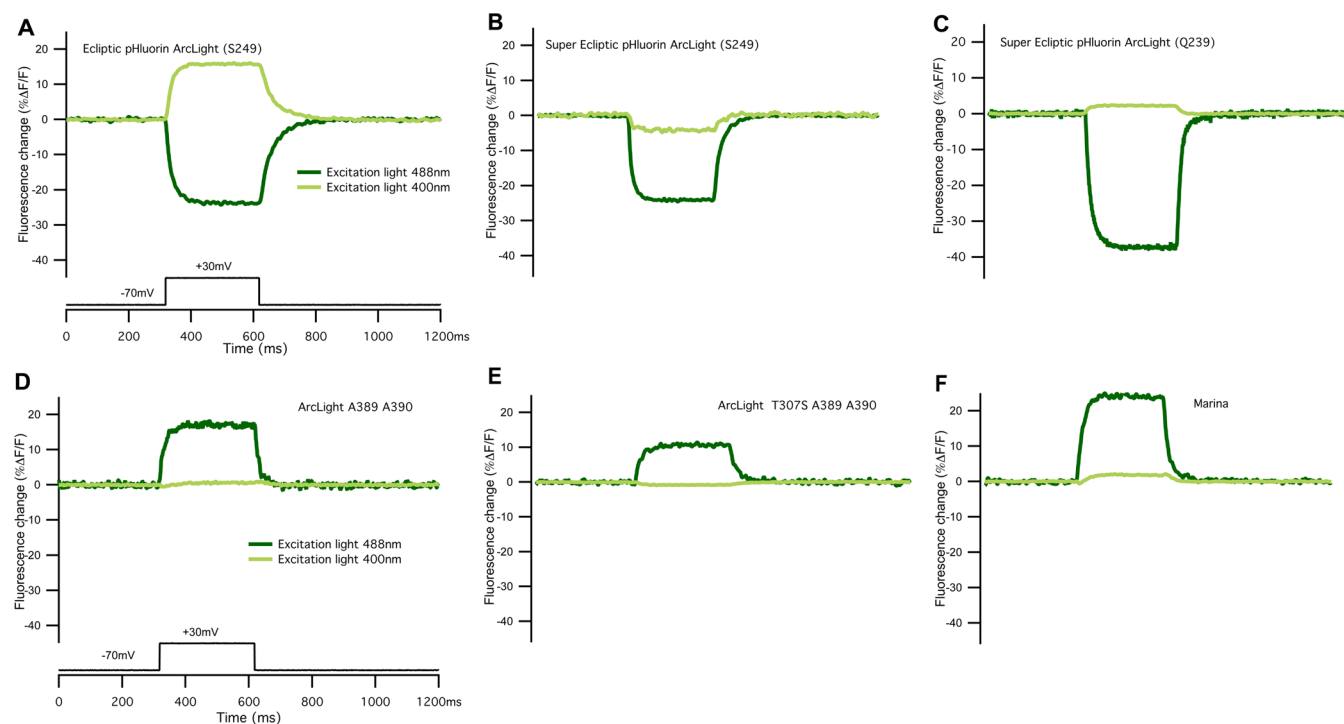 A
Ecliptic pHluorin ArcLight (S249)
Fluorescence change (%ΔF/F)
20
10
0
-10
-20
-30
-40
Excitation light 488nm
Excitation light 400nm
+30mV
-70mV
0 200 400 600 800 1000 1200ms
Time (ms)
B
Super Ecliptic pHluorin ArcLight (S249)
Fluorescence change (%ΔF/F)
20
10
0
-10
-20
-30
-40
C
Super Ecliptic pHluorin ArcLight (Q239)
Fluorescence change (%ΔF/F)
20
10
0
-10
-20
-30
-40
D
ArcLight A389 A390
Fluorescence change (%ΔF/F)
20
10
0
-10
-20
-30
-40
Excitation light 488nm
Excitation light 400nm
+30mV
-70mV
0 200 400 600 800 1000 1200ms
Time (ms)
E
ArcLight T307S A389 A390
Fluorescence change (%ΔF/F)
20
10
0
-10
-20
-30
-40
F
Marina
Fluorescence change (%ΔF/F)
20
10
0
-10
-20
-30
-40